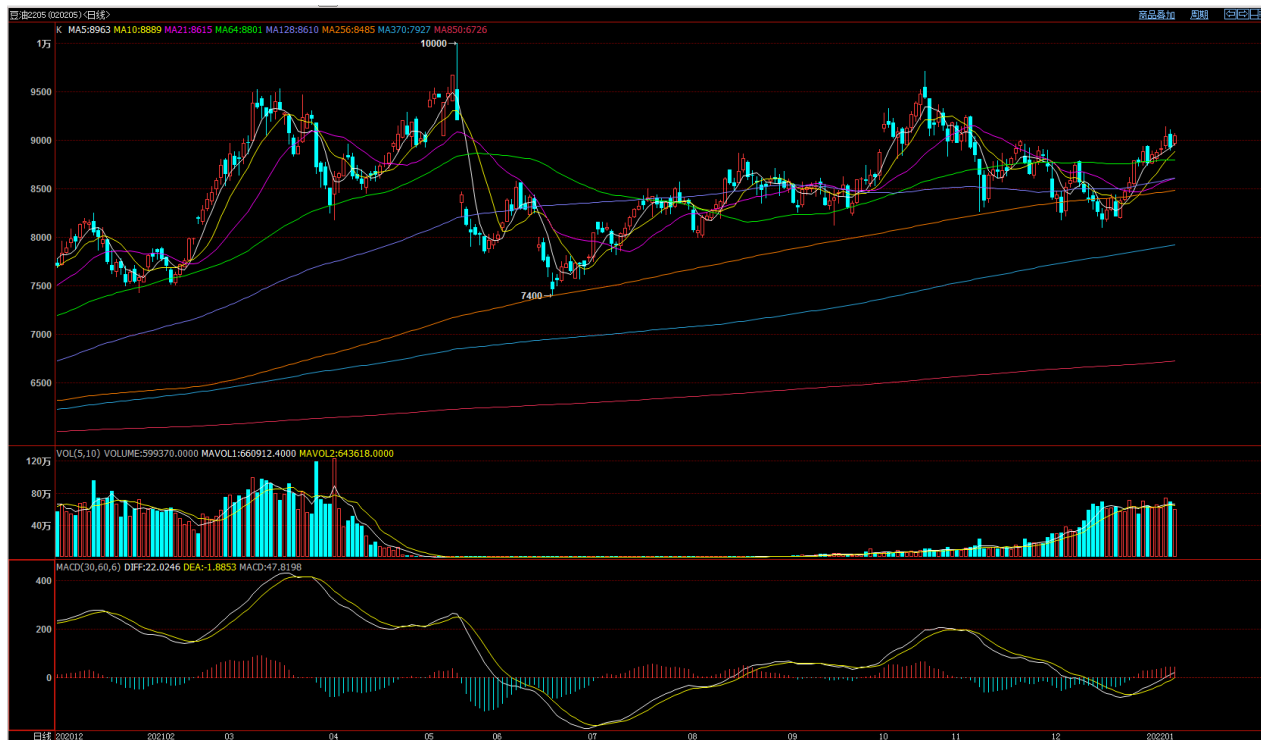 豆油2205(020205)<日线>
商品叠加 周期
K MA5:8963 MA10:8889 MA21:8615 MA64:8801 MA128:8610 MA256:8485 MA370:7927 MA850:6726
10000→
1万
9500
9000
8500
8000
7500
7400→
7000
6500
VOL(5,10) VOLUME:599370.0000 MAVOL1:660912.4000 MAVOL2:643618.0000
120万
80万
40万
MACD(30,60,6) DIFF:22.0246 DEA:-1.8853 MACD:47.8198
400
200
0
日线 202012 202102 03 04 05 06 07 08 09 10 11 12 202201